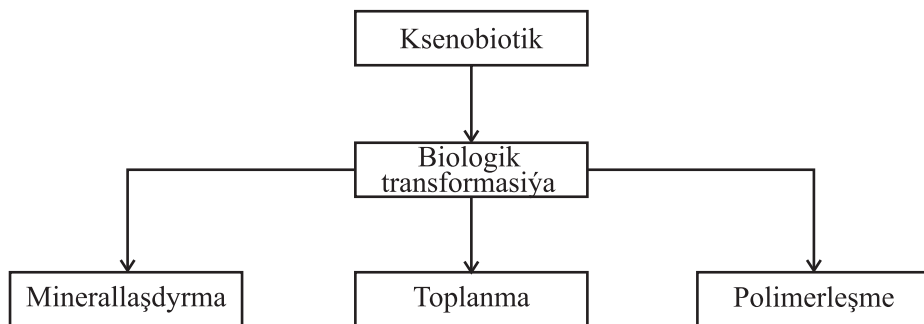 Ksenobiotik
Biologik
transformasiýa
Minerallaşdyrma
Toplanma
Polimerleşme